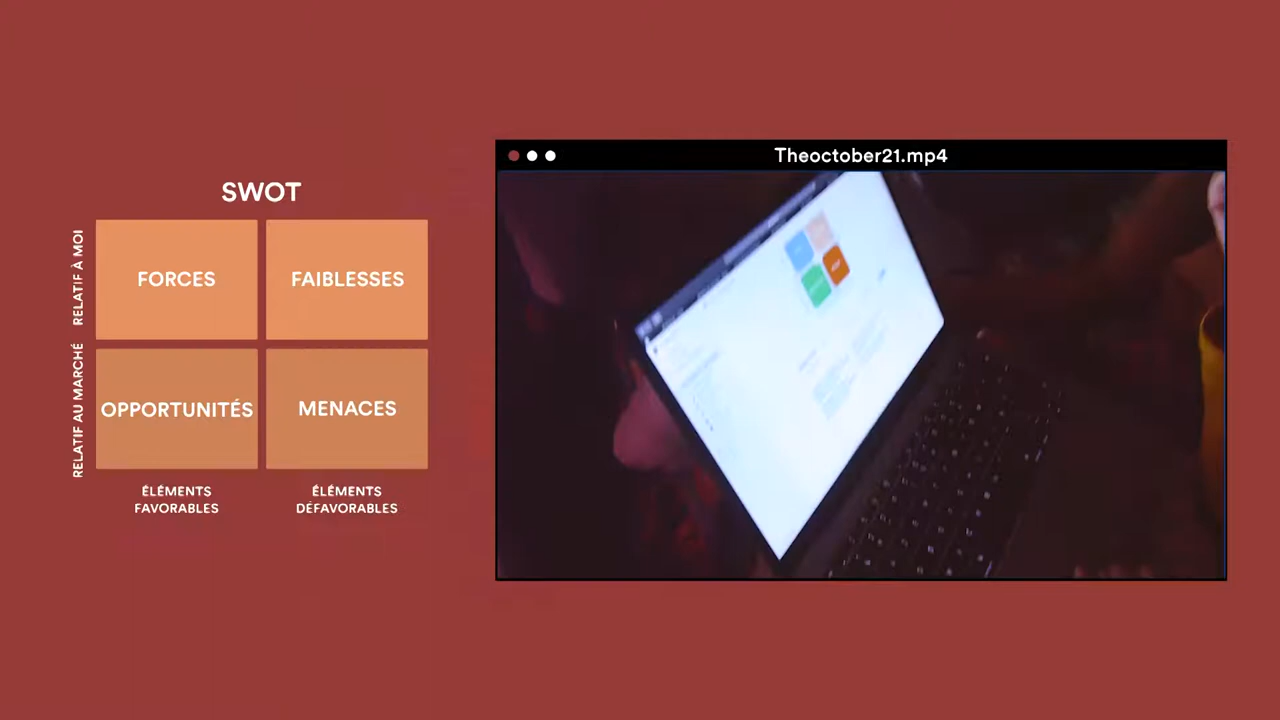 SWOT
RELATIF À MOI
FORCES
FAIBLESSES
RELATIF AU MARCHÉ
OPPORTUNITÉS
MENACES
ÉLÉMENTS
FAVORABLES
ÉLÉMENTS
DÉFAVORABLES
Theoctober21.mp4